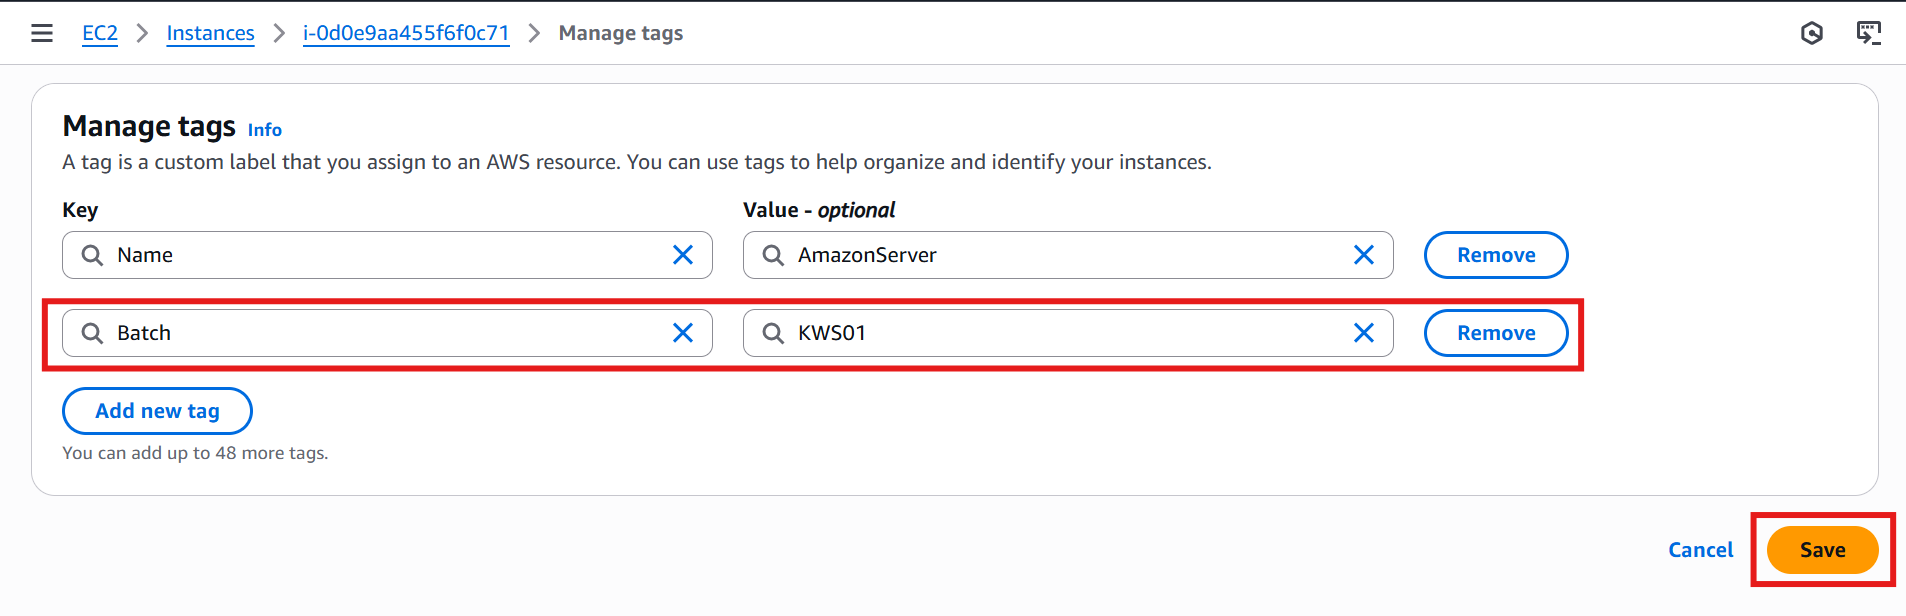 EC2 > Instances > i-0d0e9aa455f6f0c71 > Manage tags
Manage tags Info
A tag is a custom label that you assign to an AWS resource. You can use tags to help organize and identify your instances.
Key Value - optional
Name AmazonServer Remove
Batch KWS01 Remove
Add new tag
You can add up to 48 more tags.
Cancel Save